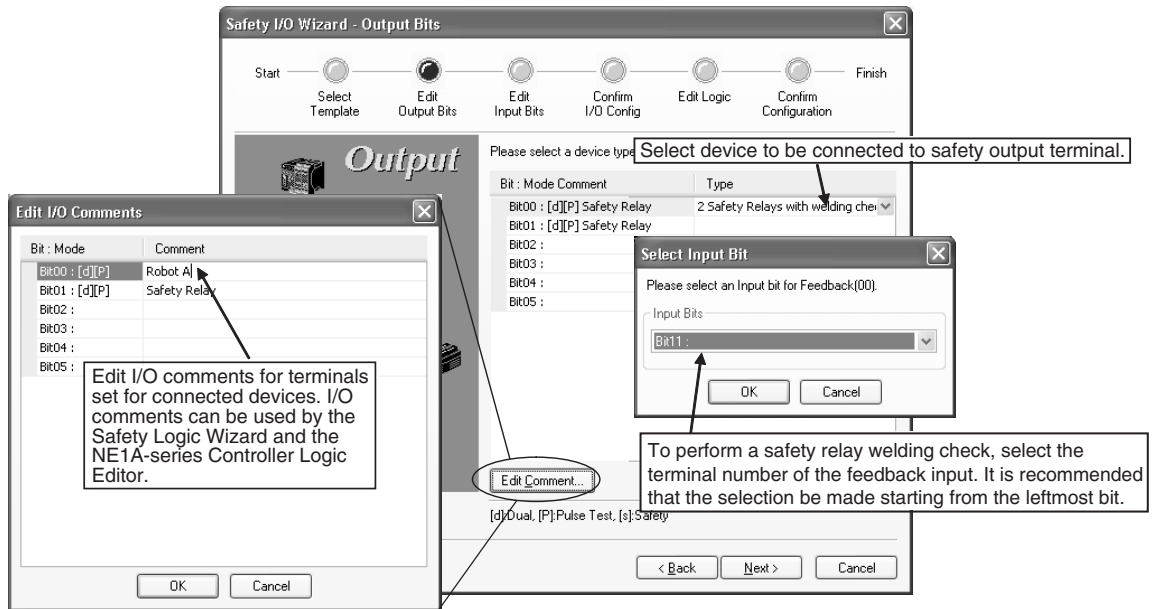 Safety I/O Wizard - Output Bits
Start
Select
Template
Edit
Output Bits
Edit
Input Bits
Confirm
I/O Config
Edit Logic
Confirm
Configuration
Finish
Output
Please select a device type
Select device to be connected to safety output terminal.
Bit : Mode Comment Type
Bit00 : [d][P] Safety Relay 2 Safety Relays with welding chec
Bit01 : [d][P] Safety Relay
Bit02 :
Bit03 :
Bit04 :
Bit05 :
Edit I/O Comments
Bit : Mode Comment
Bit00 : [d][P] Robot A
Bit01 : [d][P] Safety Relay
Bit02 :
Bit03 :
Bit04 :
Bit05 :
Edit I/O comments for terminals
set for connected devices. I/O
comments can be used by the
Safety Logic Wizard and the
NE1A-series Controller Logic
Editor.
OK Cancel
Select Input Bit
Please select an Input bit for Feedback(00).
Input Bits
Bit11 :
OK Cancel
To perform a safety relay welding check, select the
terminal number of the feedback input. It is recommended
that the selection be made starting from the leftmost bit.
Edit Comment...
[d]:Dual, [P]:Pulse Test, [s]:Safety
< Back Next > Cancel